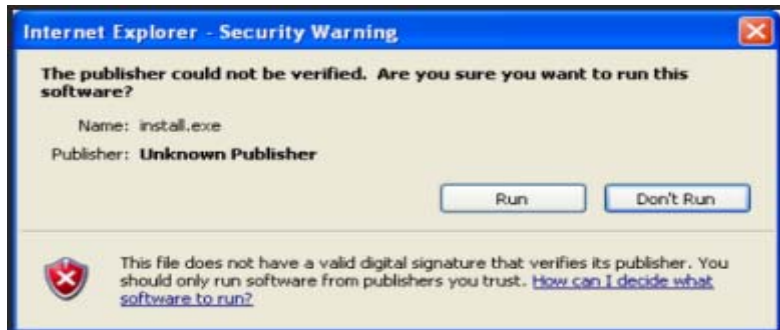 Internet Explorer - Security Warning
The publisher could not be verified. Are you sure you want to run this
software?
Name: install.exe
Publisher: Unknown Publisher
Run Don't Run
This file does not have a valid digital signature that verifies its publisher. You
should only run software from publishers you trust. How can I decide what
software to run?